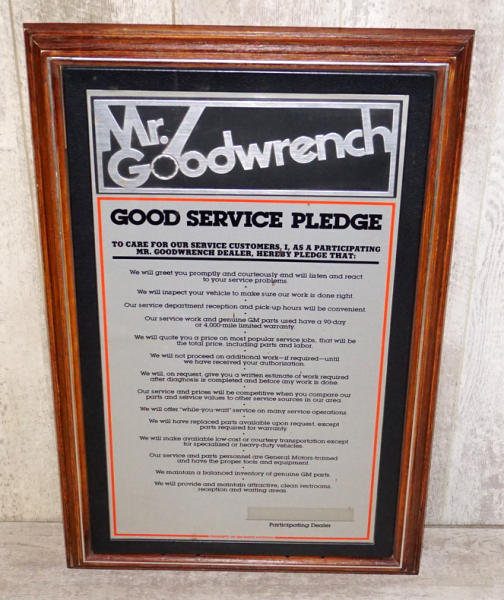 Mr.
Goodwrench
GOOD SERVICE PLEDGE
TO CARE FOR OUR SERVICE CUSTOMERS, I, AS A PARTICIPATING
MR. GOODWRENCH DEALER, HEREBY PLEDGE THAT:
We will greet you promptly and courteously and will listen and react
to your service problems.
We will inspect your vehicle to make sure our work is done right.
Our service department reception and pick-up hours will be convenient.
Our service work and genuine GM parts used have a 90-day
or 4,000-mile limited warranty.
We will quote you a price on most popular service jobs, that will be
the total price, including parts and labor.
We will not proceed on additional work—if required—until
we have received your authorization.
We will, on request, give you a written estimate of work required
after diagnosis is completed and before any work is done.
Our service and prices will be competitive when you compare our
parts and service values to other service sources in our area.
We will offer "while-you-wait" service on many service operations.
We will have replaced parts available upon request, except
parts required for warranty.
We will make available low-cost or courtesy transportation except
for specialized or heavy-duty vehicles.
Our service and parts personnel are General Motors-trained
and have the proper tools and equipment.
We maintain a balanced inventory of genuine GM parts.
We will provide and maintain attractive, clean restrooms,
reception and waiting areas.
Participating Dealer